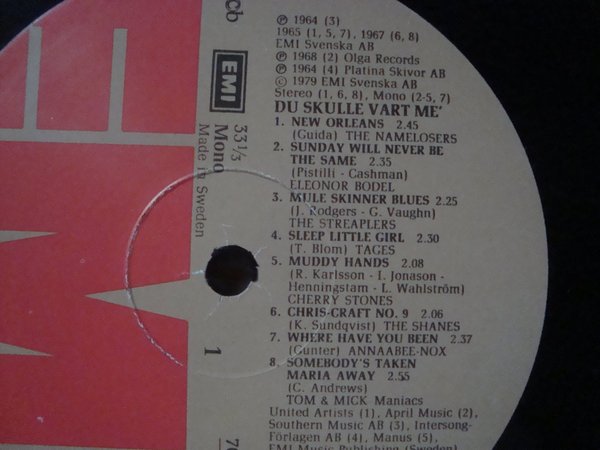 ℗ 1964 (3)
1965 (1, 5, 7), 1967 (6, 8)
EMI Svenska AB
℗ 1968 (2) Olga Records
℗ 1964 (4) Platina Skivor AB
© 1979 EMI Svenska AB
Stereo (1, 6, 8), Mono (2-5, 7)
DU SKULLE VART ME'
1. NEW ORLEANS 2.45
(Guida) THE NAMELOSERS
2. SUNDAY WILL NEVER BE
THE SAME 2.35
(Pistilli - Cashman)
ELEONOR BODEL
3. MULE SKINNER BLUES 2.25
(J. Rodgers - G. Vaughn)
THE STREAPLERS
4. SLEEP LITTLE GIRL 2.30
(T. Blom) TAGES
5. MUDDY HANDS 2.08
(R. Karlsson - I. Jonason -
Henningstam - L. Wahlström)
CHERRY STONES
6. CHRIS-CRAFT NO. 9 2.06
(K. Sundqvist) THE SHANES
7. WHERE HAVE YOU BEEN 2.37
(Gunter) ANNAABEE-NOX
8. SOMEBODY'S TAKEN
MARIA AWAY 2.55
(C. Andrews)
TOM & MICK Maniacs
United Artists (1), April Music (2),
Southern Music AB (3), Intersong-
Förlagen AB (4), Manus (5),
EMI Music Publishing (Sweden)
ncb
EMI
33⅓
Mono
Made in Sweden
1